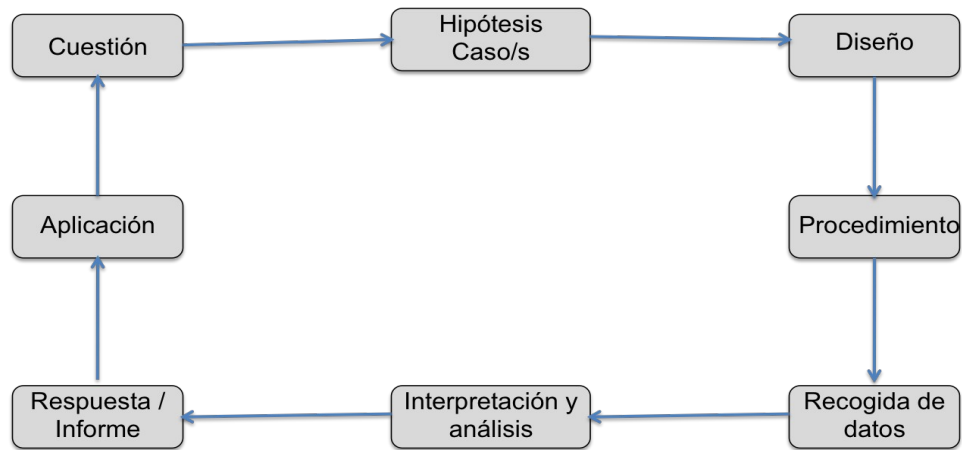 Cuestión
Hipótesis
Caso/s
Diseño
Aplicación
Procedimiento
Respuesta /
Informe
Interpretación y
análisis
Recogida de
datos